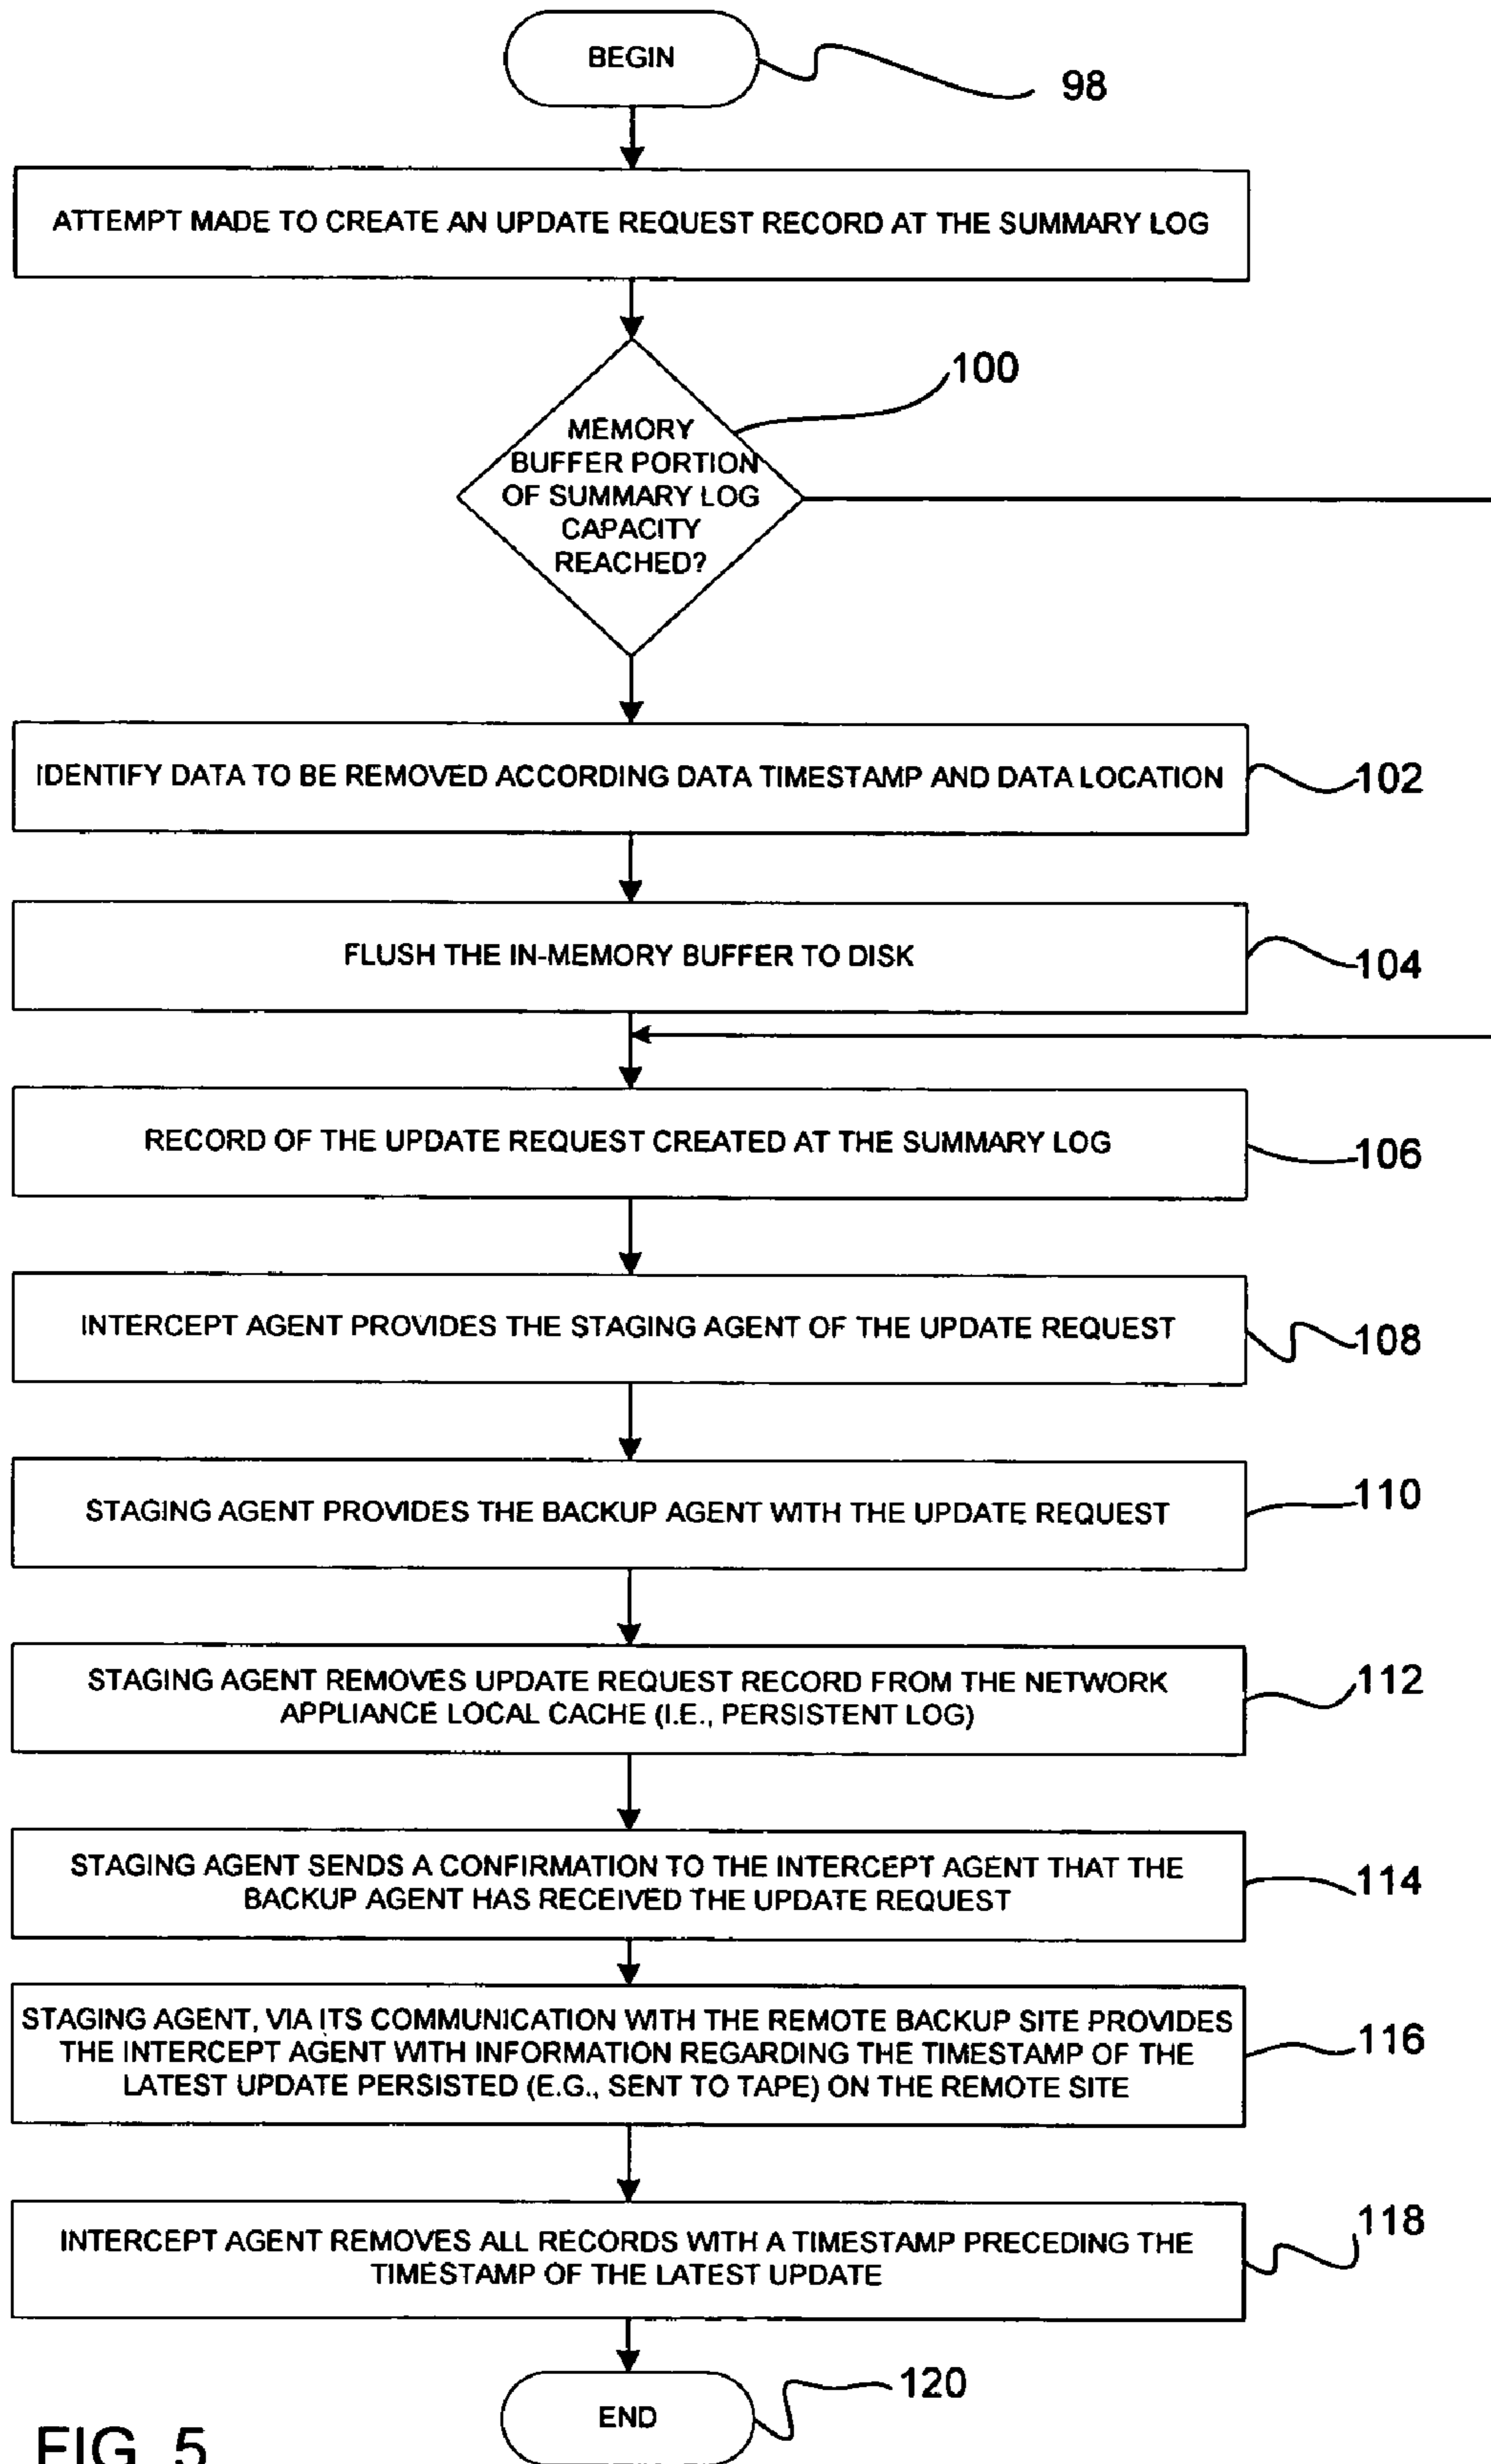 BEGIN
98
ATTEMPT MADE TO CREATE AN UPDATE REQUEST RECORD AT THE SUMMARY LOG
100
MEMORY
BUFFER PORTION
OF SUMMARY LOG
CAPACITY
REACHED?
IDENTIFY DATA TO BE REMOVED ACCORDING DATA TIMESTAMP AND DATA LOCATION
102
FLUSH THE IN-MEMORY BUFFER TO DISK
104
RECORD OF THE UPDATE REQUEST CREATED AT THE SUMMARY LOG
106
INTERCEPT AGENT PROVIDES THE STAGING AGENT OF THE UPDATE REQUEST
108
STAGING AGENT PROVIDES THE BACKUP AGENT WITH THE UPDATE REQUEST
110
STAGING AGENT REMOVES UPDATE REQUEST RECORD FROM THE NETWORK
APPLIANCE LOCAL CACHE (I.E., PERSISTENT LOG)
112
STAGING AGENT SENDS A CONFIRMATION TO THE INTERCEPT AGENT THAT THE
BACKUP AGENT HAS RECEIVED THE UPDATE REQUEST
114
STAGING AGENT, VIA ITS COMMUNICATION WITH THE REMOTE BACKUP SITE PROVIDES
THE INTERCEPT AGENT WITH INFORMATION REGARDING THE TIMESTAMP OF THE
LATEST UPDATE PERSISTED (E.G., SENT TO TAPE) ON THE REMOTE SITE
116
INTERCEPT AGENT REMOVES ALL RECORDS WITH A TIMESTAMP PRECEDING THE
TIMESTAMP OF THE LATEST UPDATE
118
END
120
FIG. 5